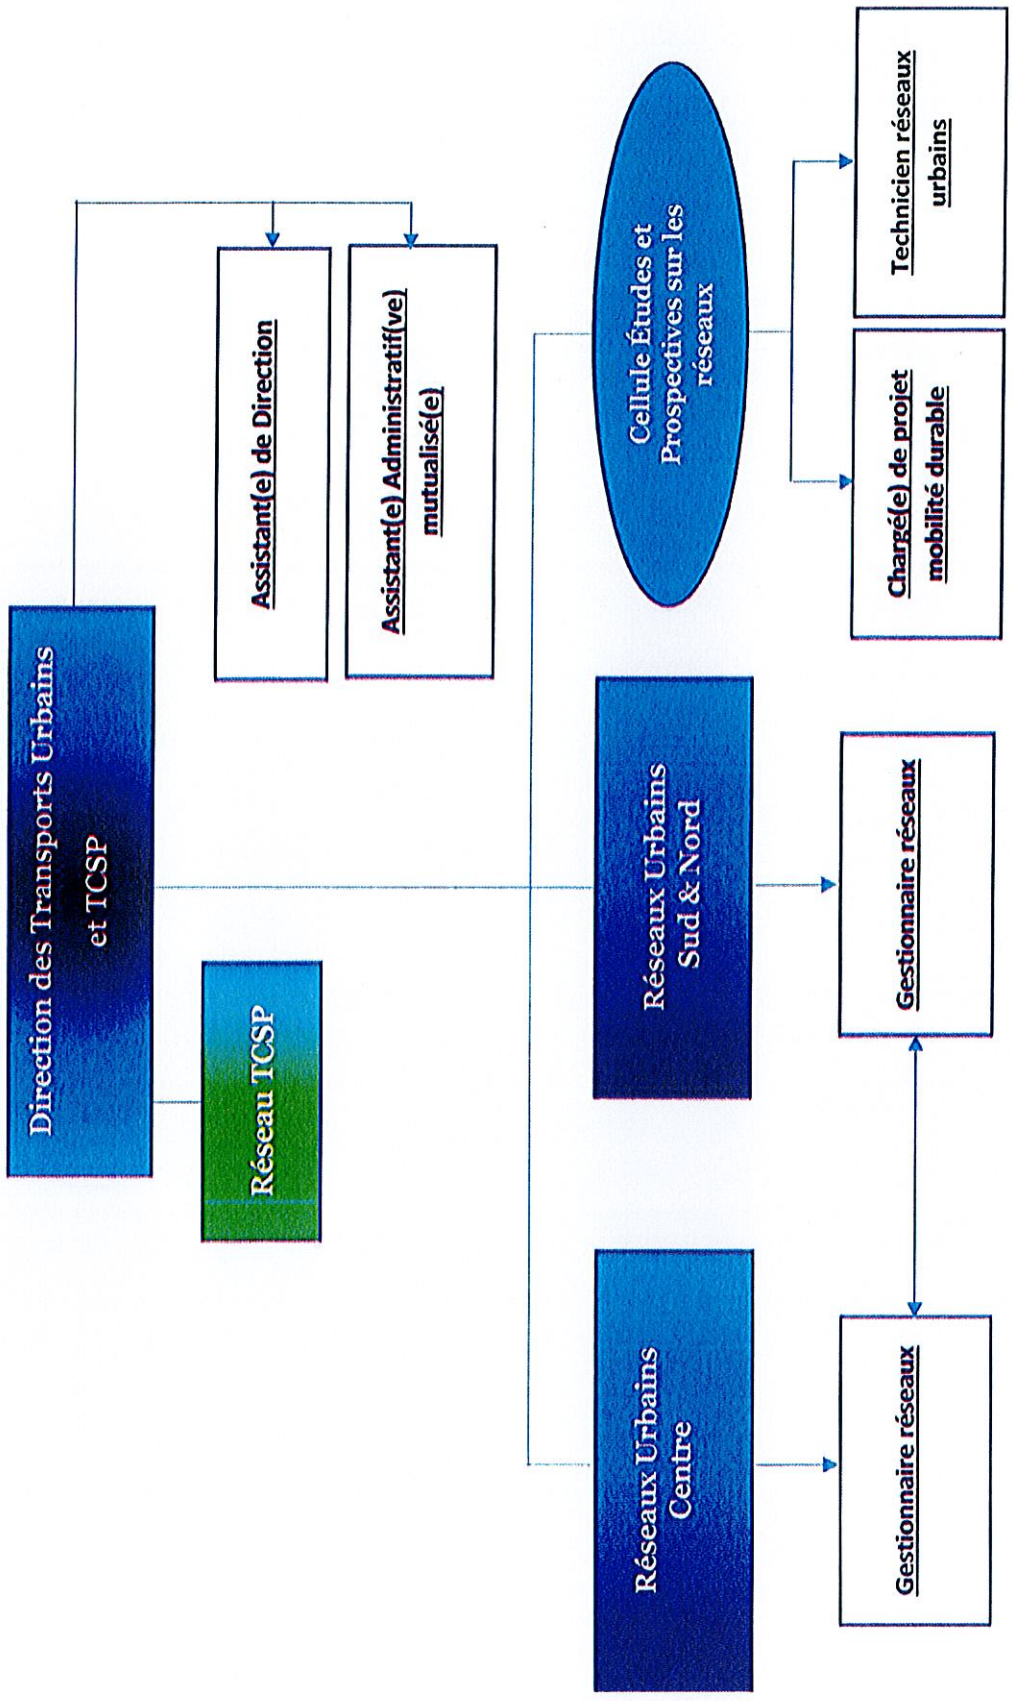 Direction des Transports Urbains
et TCSP
Réseau TCSP
Assistant(e) de Direction
Assistant(e) Administratif(ve)
mutualisé(e)
Réseaux Urbains
Centre
Réseaux Urbains
Sud & Nord
Cellule Études et
Prospectives sur les
réseaux
Gestionnaire réseaux
Gestionnaire réseaux
Chargé(e) de projet
mobilité durable
Technicien réseaux
urbains